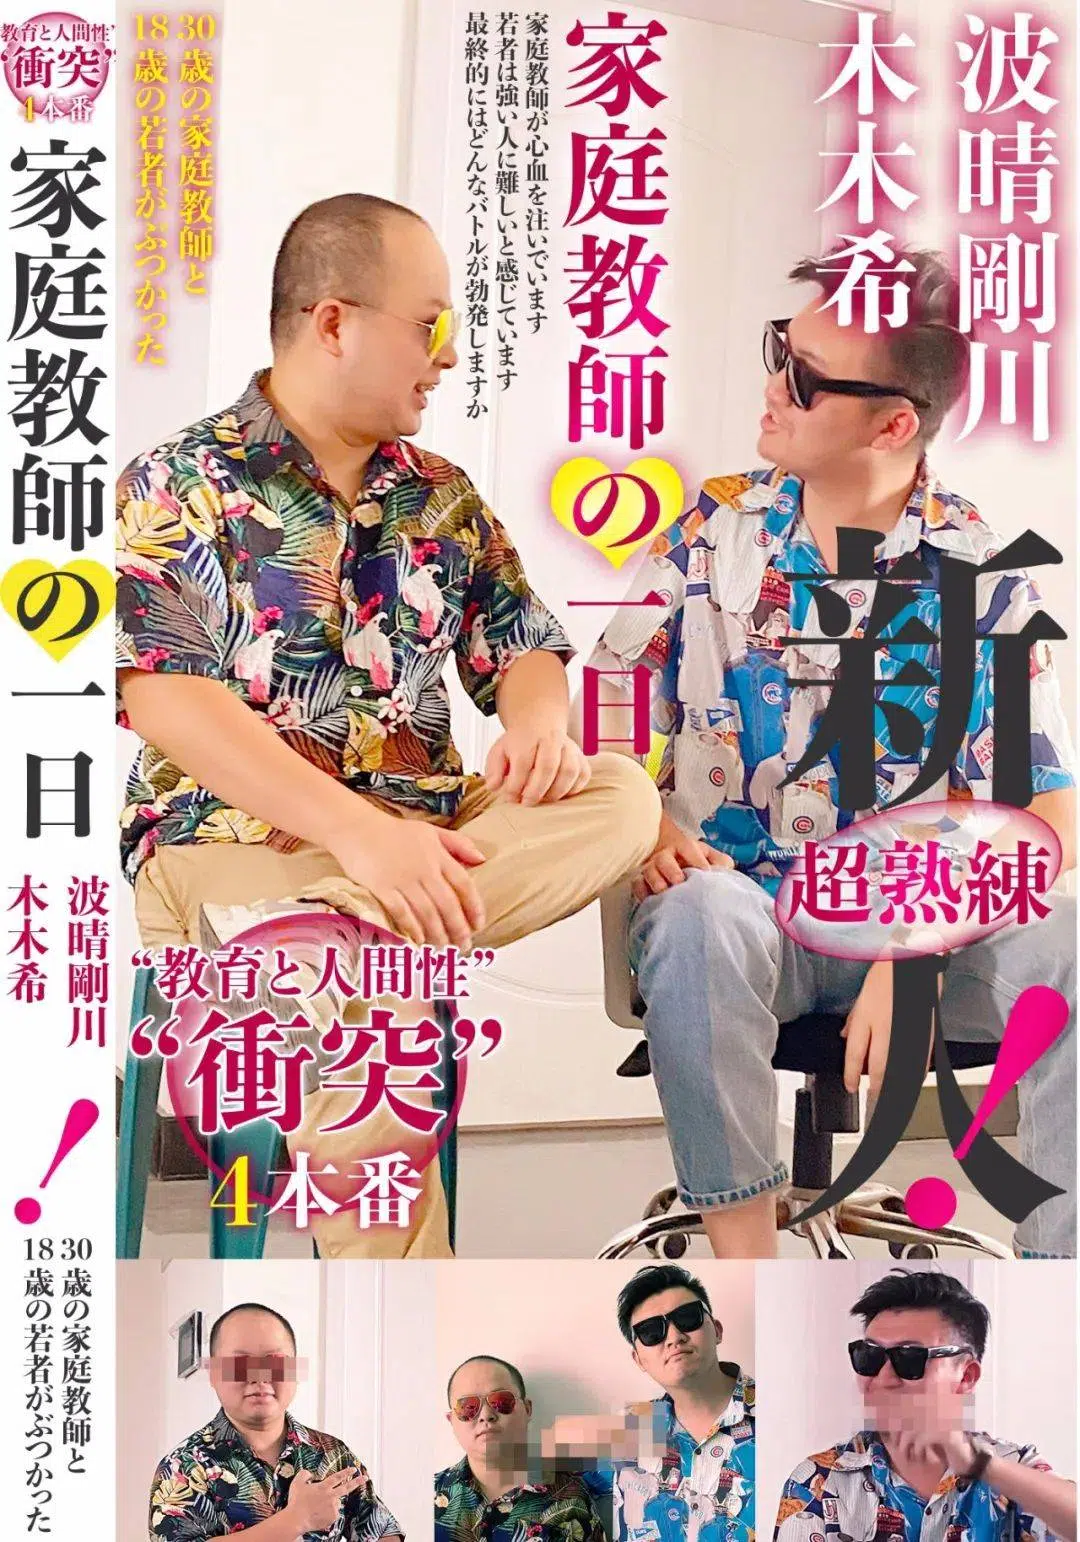 教育と人間性”
“衝突”
4本番
家庭教師の一日
波晴剛川
木木希
！
30歳の家庭教師と
18歳の若者がぶつかった
30歳の家庭教師と
18歳の若者がぶつかった
波晴剛川
木木希
家庭教師の一日
家庭教師が心血を注いでいます
若者は強い人に難しいと感じています
最終的にはどんなバトルが勃発しますか
新人！
超熟練
“教育と人間性”
“衝突”
4本番